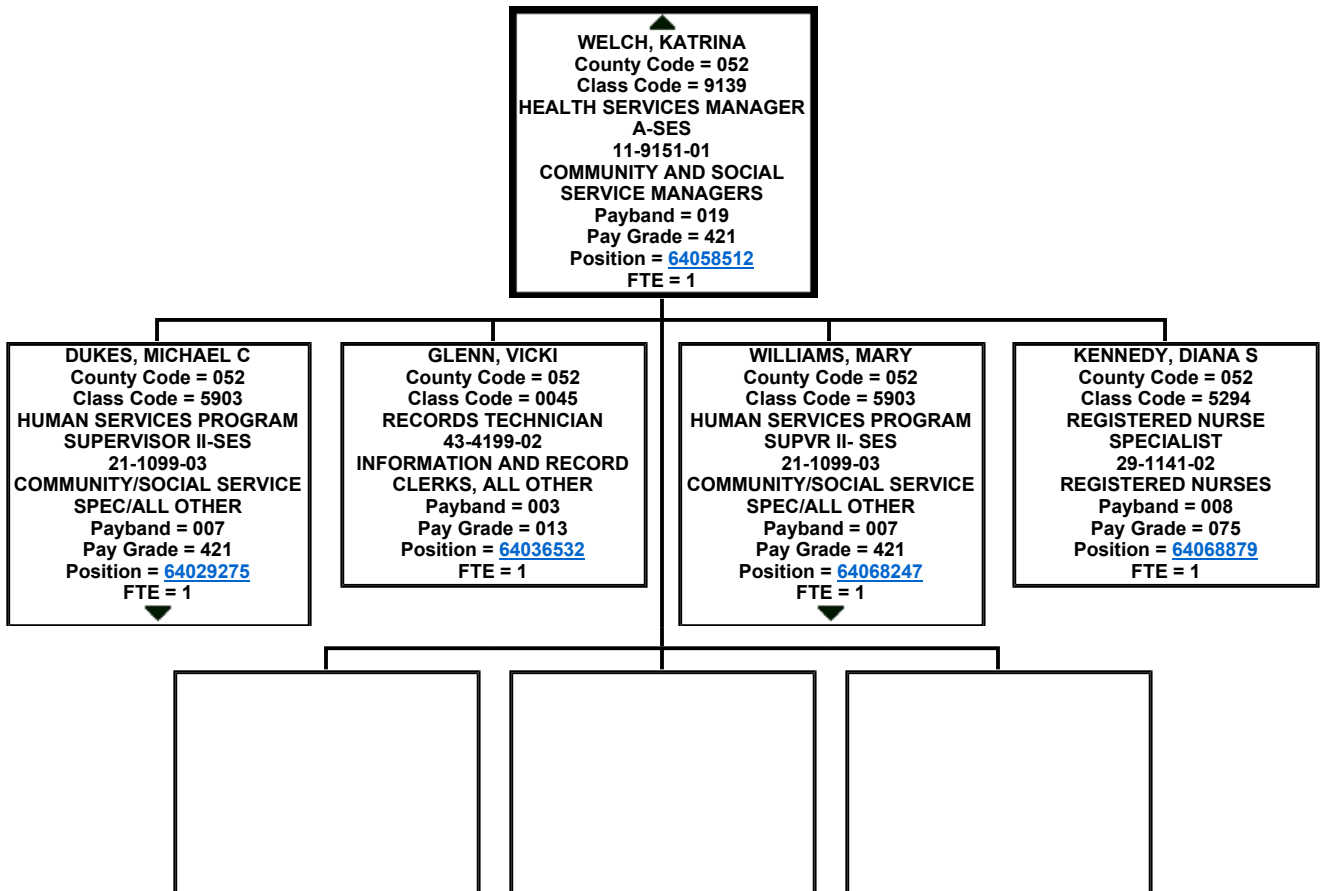 WELCH, KATRINA
County Code = 052
Class Code = 9139
HEALTH SERVICES MANAGER
A-SES
11-9151-01
COMMUNITY AND SOCIAL
SERVICE MANAGERS
Payband = 019
Pay Grade = 421
Position = 64058512
FTE = 1
DUKES, MICHAEL C
County Code = 052
Class Code = 5903
HUMAN SERVICES PROGRAM
SUPERVISOR II-SES
21-1099-03
COMMUNITY/SOCIAL SERVICE
SPEC/ALL OTHER
Payband = 007
Pay Grade = 421
Position = 64029275
FTE = 1
GLENN, VICKI
County Code = 052
Class Code = 0045
RECORDS TECHNICIAN
43-4199-02
INFORMATION AND RECORD
CLERKS, ALL OTHER
Payband = 003
Pay Grade = 013
Position = 64036532
FTE = 1
WILLIAMS, MARY
County Code = 052
Class Code = 5903
HUMAN SERVICES PROGRAM
SUPVR II- SES
21-1099-03
COMMUNITY/SOCIAL SERVICE
SPEC/ALL OTHER
Payband = 007
Pay Grade = 421
Position = 64068247
FTE = 1
KENNEDY, DIANA S
County Code = 052
Class Code = 5294
REGISTERED NURSE
SPECIALIST
29-1141-02
REGISTERED NURSES
Payband = 008
Pay Grade = 075
Position = 64068879
FTE = 1